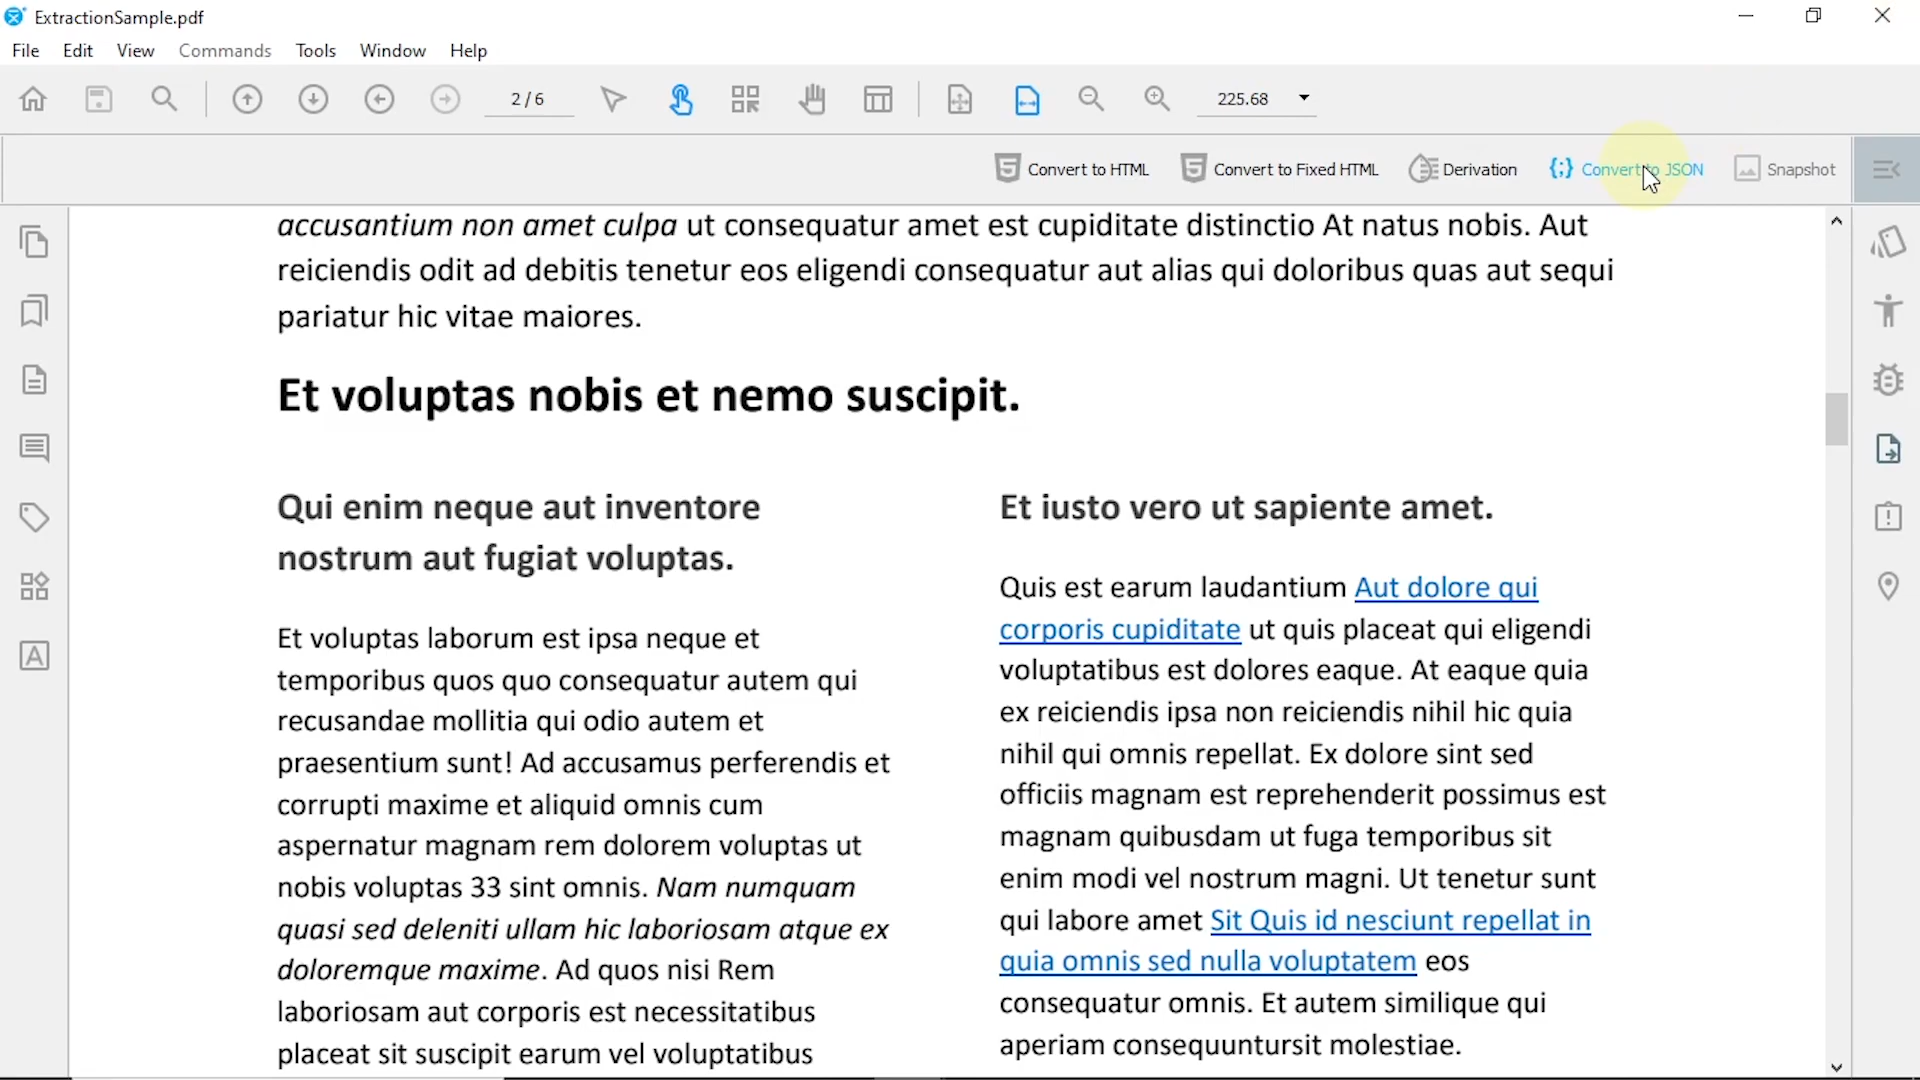 ExtractionSample.pdf
File Edit View Commands Tools Window Help
2 / 6 225.68
Convert to HTML Convert to Fixed HTML Derivation Convert to JSON Snapshot
accusantium non amet culpa ut consequatur amet est cupiditate distinctio At natus nobis. Aut
reiciendis odit ad debitis tenetur eos eligendi consequatur aut alias qui doloribus quas aut sequi
pariatur hic vitae maiores.
Et voluptas nobis et nemo suscipit.
Qui enim neque aut inventore
nostrum aut fugiat voluptas.
Et voluptas laborum est ipsa neque et
temporibus quos quo consequatur autem qui
recusandae mollitia qui odio autem et
praesentium sunt! Ad accusamus perferendis et
corrupti maxime et aliquid omnis cum
aspernatur magnam rem dolorem voluptas ut
nobis voluptas 33 sint omnis. Nam numquam
quasi sed deleniti ullam hic laboriosam atque ex
doloremque maxime. Ad quos nisi Rem
laboriosam aut corporis est necessitatibus
placeat sit suscipit earum vel voluptatibus
Et iusto vero ut sapiente amet.
Quis est earum laudantium Aut dolore qui
corporis cupiditate ut quis placeat qui eligendi
voluptatibus est dolores eaque. At eaque quia
ex reiciendis ipsa non reiciendis nihil hic quia
nihil qui omnis repellat. Ex dolore sint sed
officiis magnam est reprehenderit possimus est
magnam quibusdam ut fuga temporibus sit
enim modi vel nostrum magni. Ut tenetur sunt
qui labore amet Sit Quis id nesciunt repellat in
quia omnis sed nulla voluptatem eos
consequatur omnis. Et autem similique qui
aperiam consequuntursit molestiae.